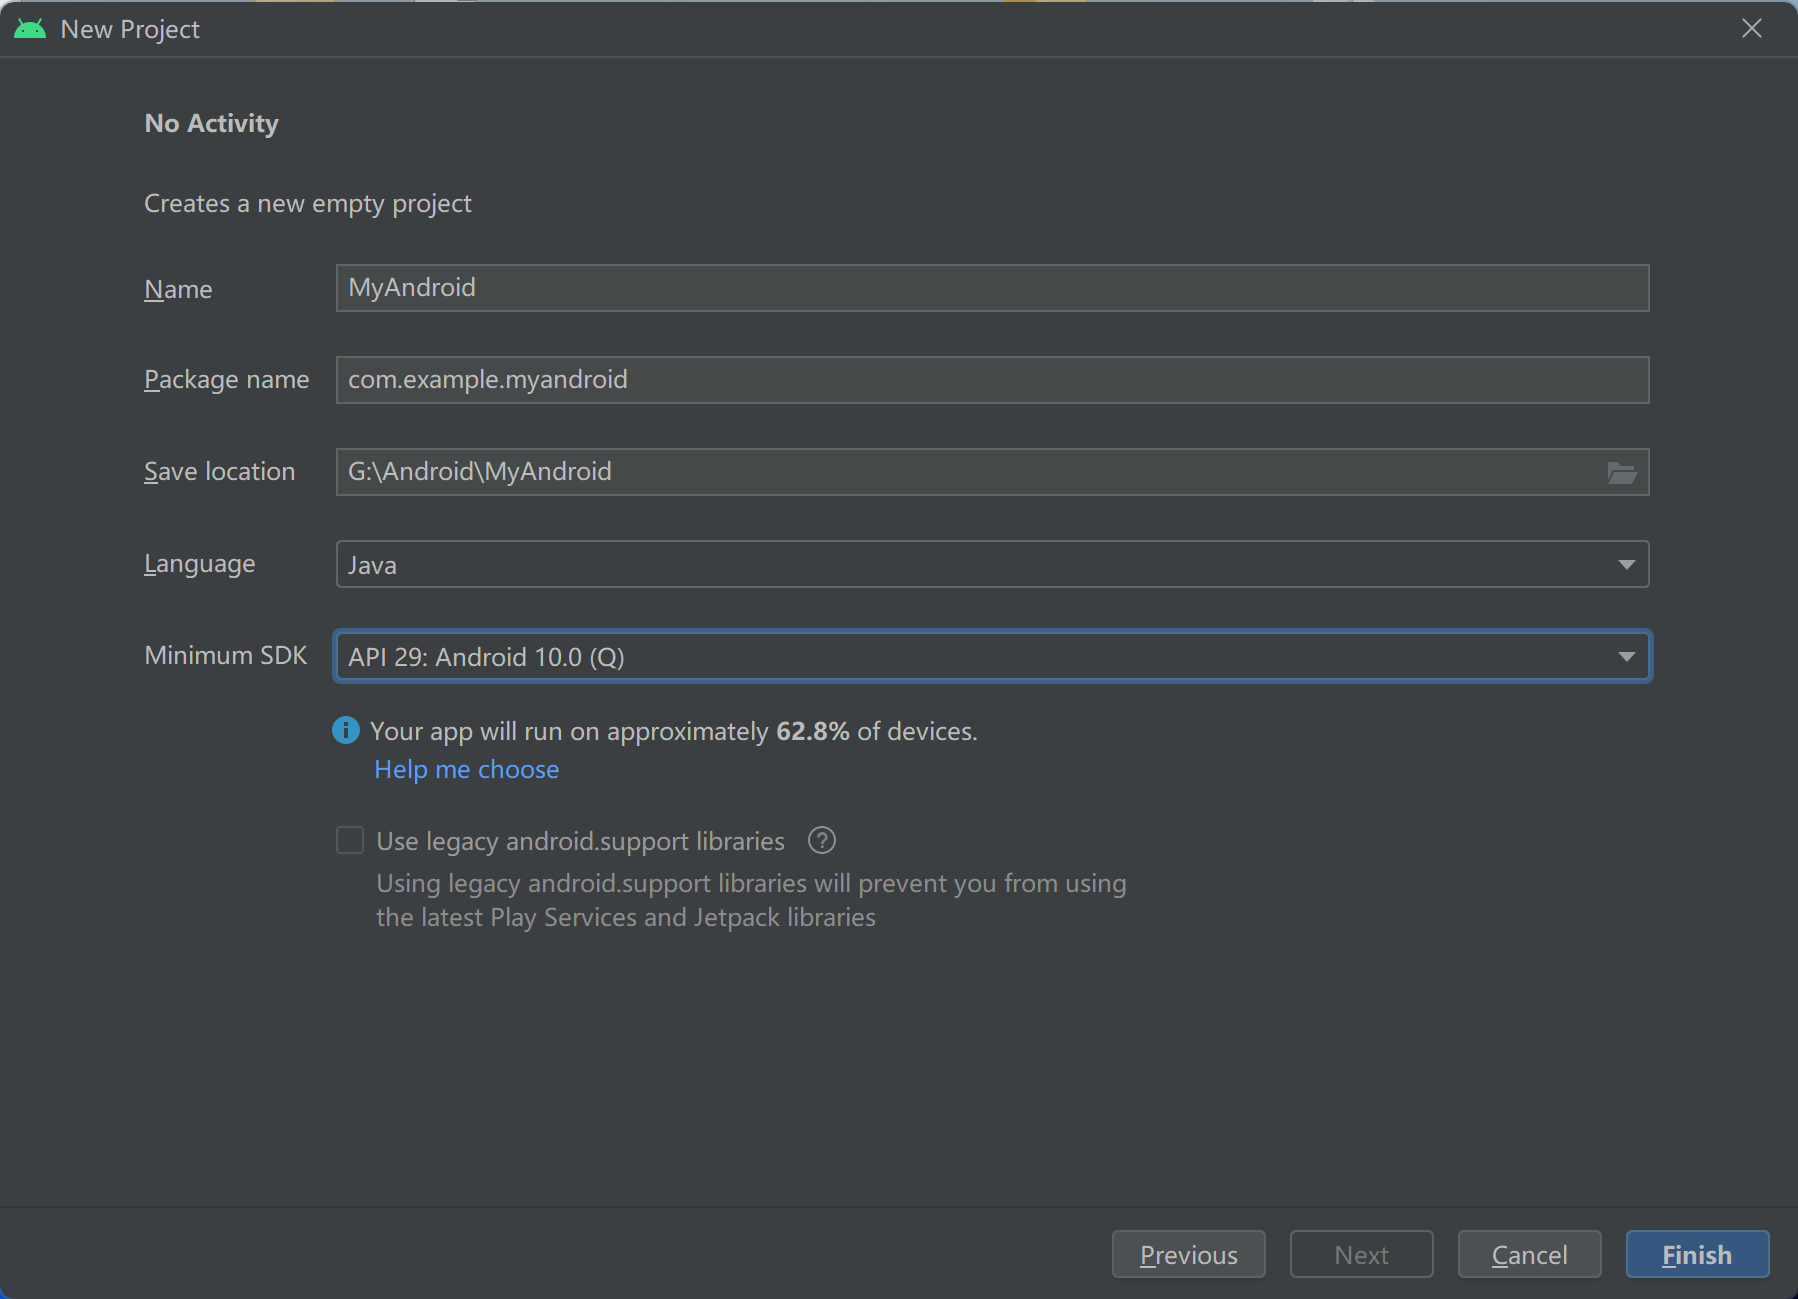 New Project
No Activity
Creates a new empty project
Name
MyAndroid
Package name
com.example.myandroid
Save location
G:\Android\MyAndroid
Language
Java
Minimum SDK
API 29: Android 10.0 (Q)
Your app will run on approximately 62.8% of devices.
Help me choose
Use legacy android.support libraries
Using legacy android.support libraries will prevent you from using
the latest Play Services and Jetpack libraries
Previous
Next
Cancel
Finish